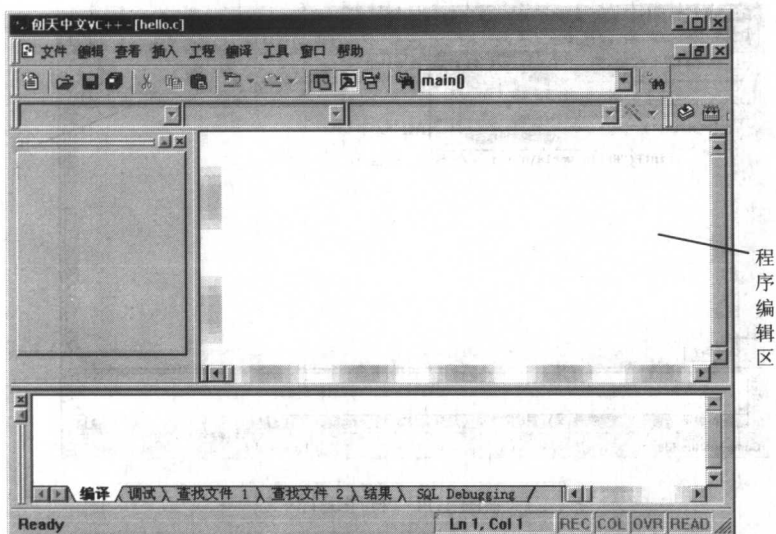 创天中文VC++ - [hello.c]
文件 编辑 查看 插入 工程 编译 工具 窗口 帮助
main()
程序编辑区
编译 调试 查找文件 1 查找文件 2 结果 SQL Debugging
Ready Ln 1, Col 1 REC COL OVR READ